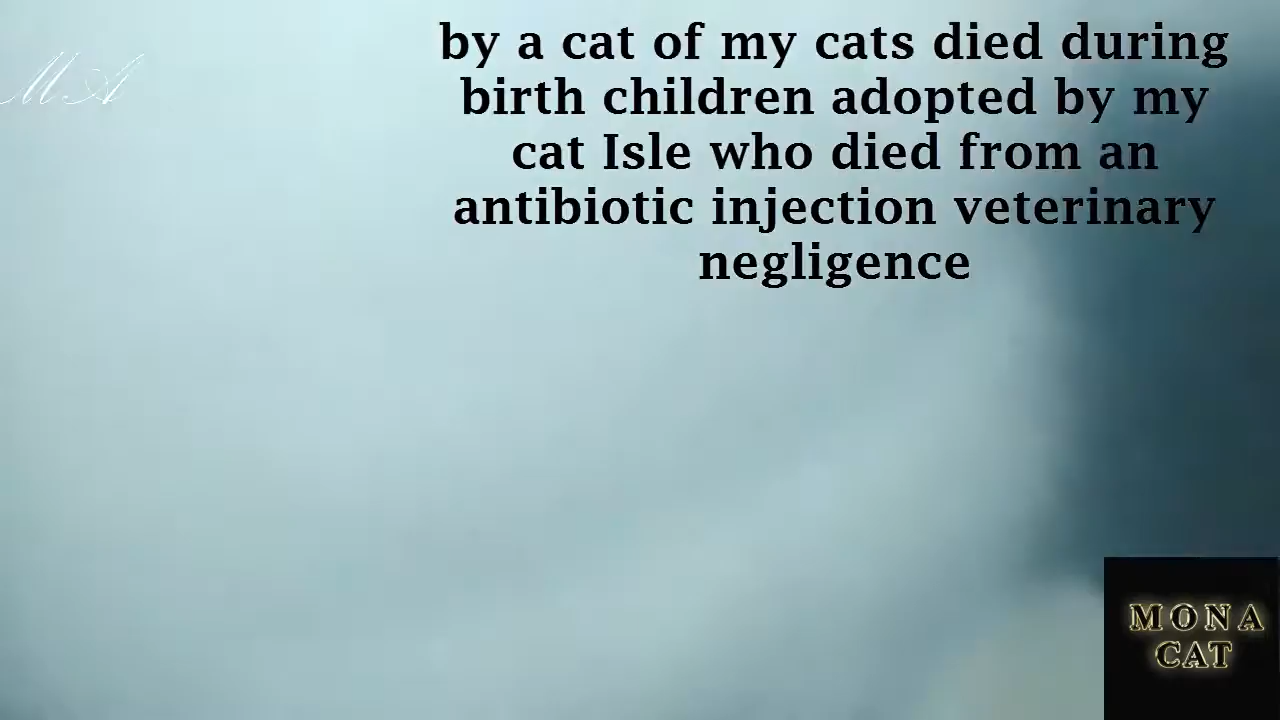 by a cat of my cats died during
birth children adopted by my
cat Isle who died from an
antibiotic injection veterinary
negligence
MA
MONA
CAT